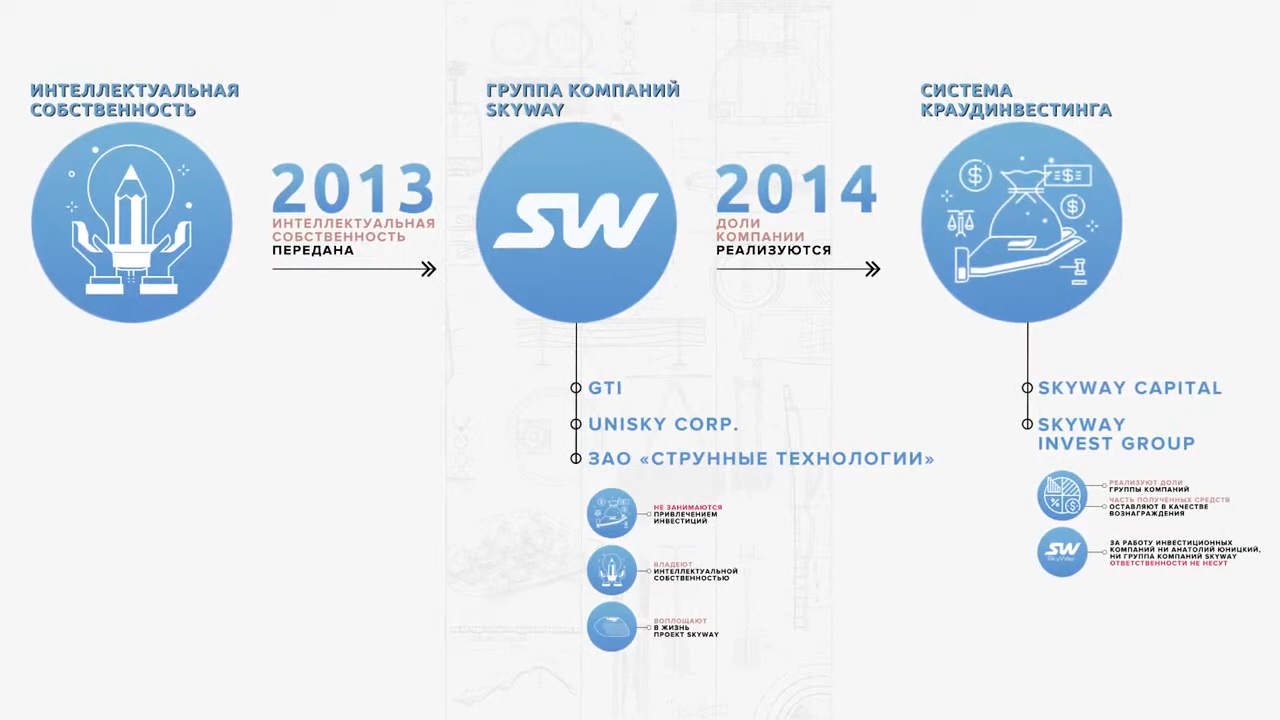 ИНТЕЛЛЕКТУАЛЬНАЯ
СОБСТВЕННОСТЬ
2013
ИНТЕЛЛЕКТУАЛЬНАЯ
СОБСТВЕННОСТЬ
ПЕРЕДАНА
ГРУППА КОМПАНИЙ
SKYWAY
SW
2014
ДОЛИ
КОМПАНИИ
РЕАЛИЗУЮТСЯ
СИСТЕМА
КРАУДИНВЕСТИНГА
GTI
UNISKY CORP.
ЗАО «СТРУННЫЕ ТЕХНОЛОГИИ»
НЕ ЗАНИМАЮТСЯ
ПРИВЛЕЧЕНИЕМ
ИНВЕСТИЦИЙ
ВЛАДЕЮТ
ИНТЕЛЛЕКТУАЛЬНОЙ
СОБСТВЕННОСТЬЮ
ВОПЛОЩАЮТ
В ЖИЗНЬ
ПРОЕКТ SKYWAY
SKYWAY CAPITAL
SKYWAY
INVEST GROUP
РЕАЛИЗУЮТ ДОЛИ
ГРУППЫ КОМПАНИЙ
ЧАСТЬ ПОЛУЧЕННЫХ СРЕДСТВ
ОСТАВЛЯЮТ В КАЧЕСТВЕ
ВОЗНАГРАЖДЕНИЯ
SW
SkyWay
ЗА РАБОТУ ИНВЕСТИЦИОННЫХ
КОМПАНИЙ НИ АНАТОЛИЙ ЮНИЦКИЙ,
НИ ГРУППА КОМПАНИЙ SKYWAY
ОТВЕТСТВЕННОСТИ НЕ НЕСУТ